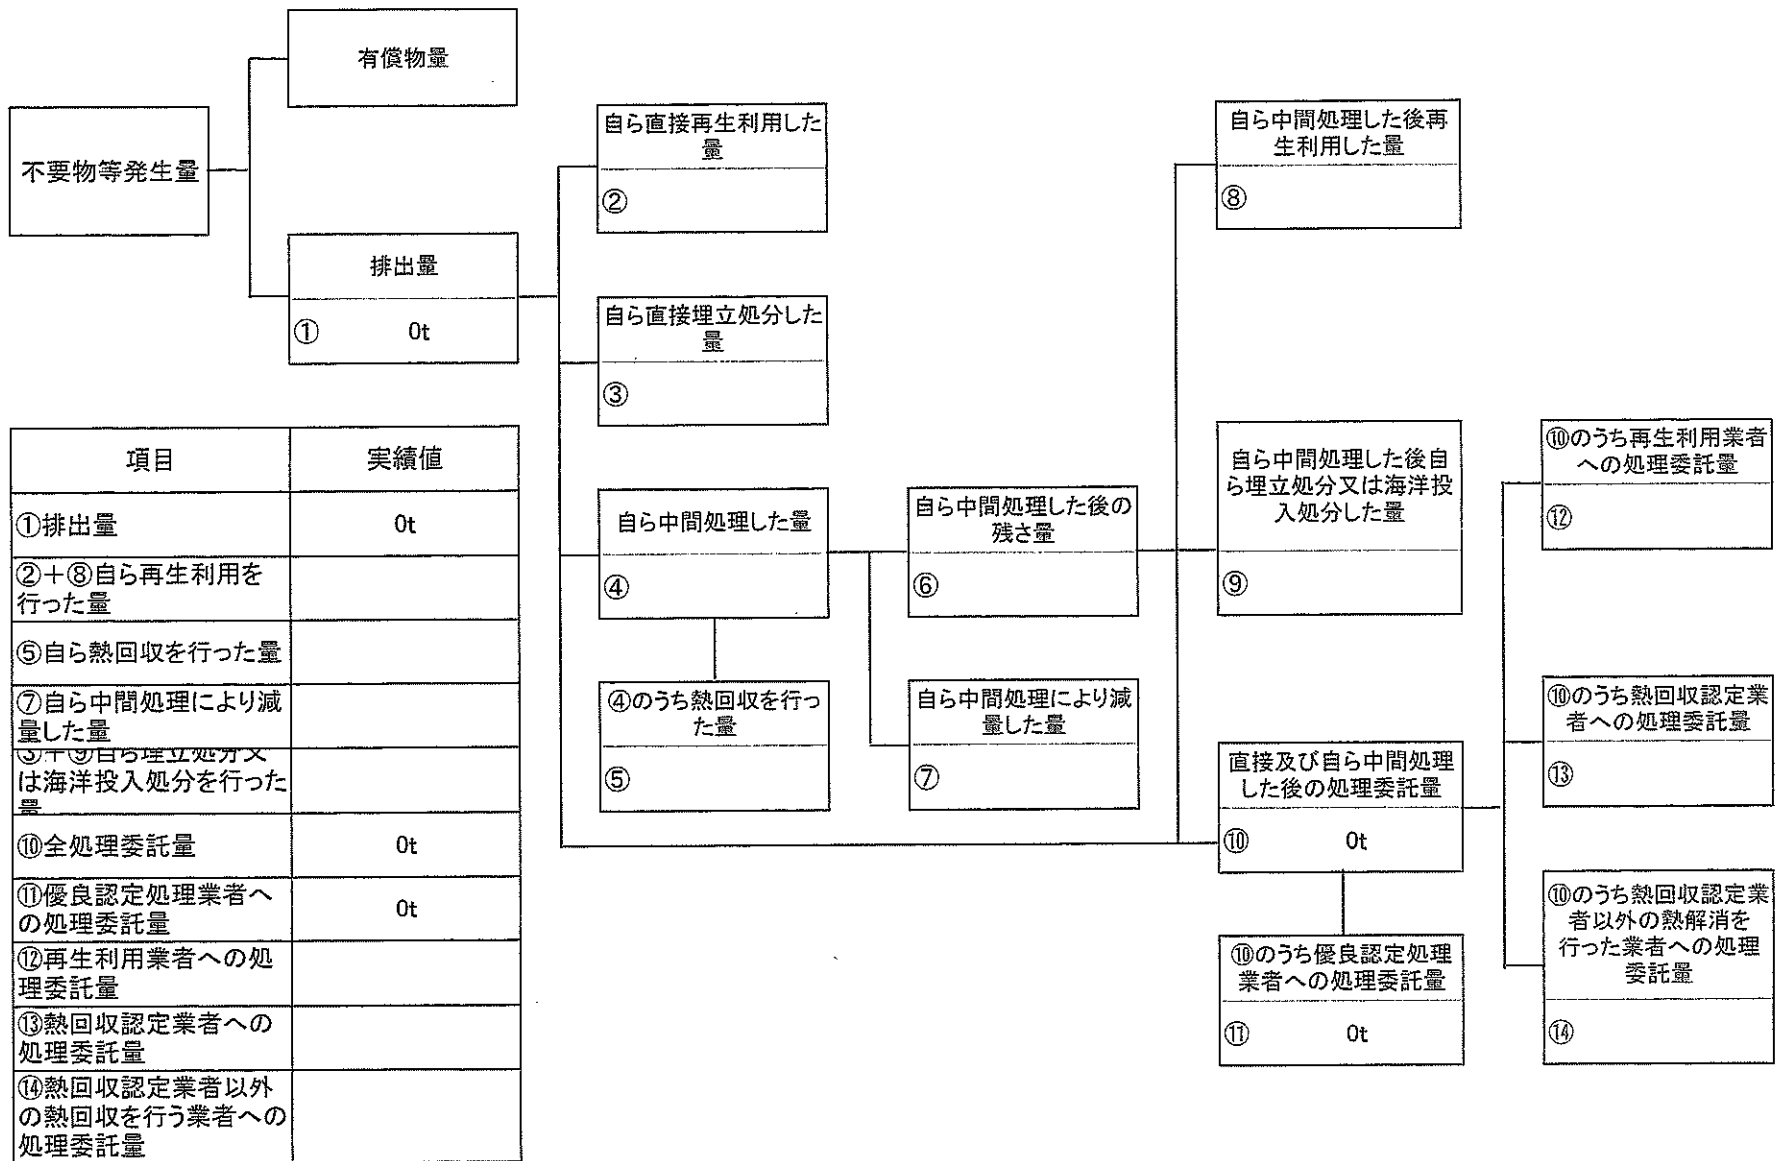 有償物量
不要物等発生量
排出量
① 0t
自ら直接再生利用した
量
②
自ら直接埋立処分した
量
③
自ら中間処理した量
④
④のうち熱回収を行っ
た量
⑤
自ら中間処理した後の
残さ量
⑥
自ら中間処理により減
量した量
⑦
自ら中間処理した後再
生利用した量
⑧
自ら中間処理した後自
ら埋立処分又は海洋投
入処分した量
⑨
直接及び自ら中間処理
した後の処理委託量
⑩ 0t
⑩のうち優良認定処理
業者への処理委託量
⑪ 0t
⑩のうち再生利用業者
への処理委託量
⑫
⑩のうち熱回収認定業
者への処理委託量
⑬
⑩のうち熱回収認定業
者以外の熱解消を
行った業者への処理
委託量
⑭
項目 実績値
①排出量 0t
②＋⑧自ら再生利用を
行った量
⑤自ら熱回収を行った量
⑦自ら中間処理により減
量した量
③＋⑨自ら埋立処分又
は海洋投入処分を行った
量
⑩全処理委託量 0t
⑪優良認定処理業者へ
の処理委託量 0t
⑫再生利用業者への処
理委託量
⑬熱回収認定業者への
処理委託量
⑭熱回収認定業者以外
の熱回収を行う業者への
処理委託量